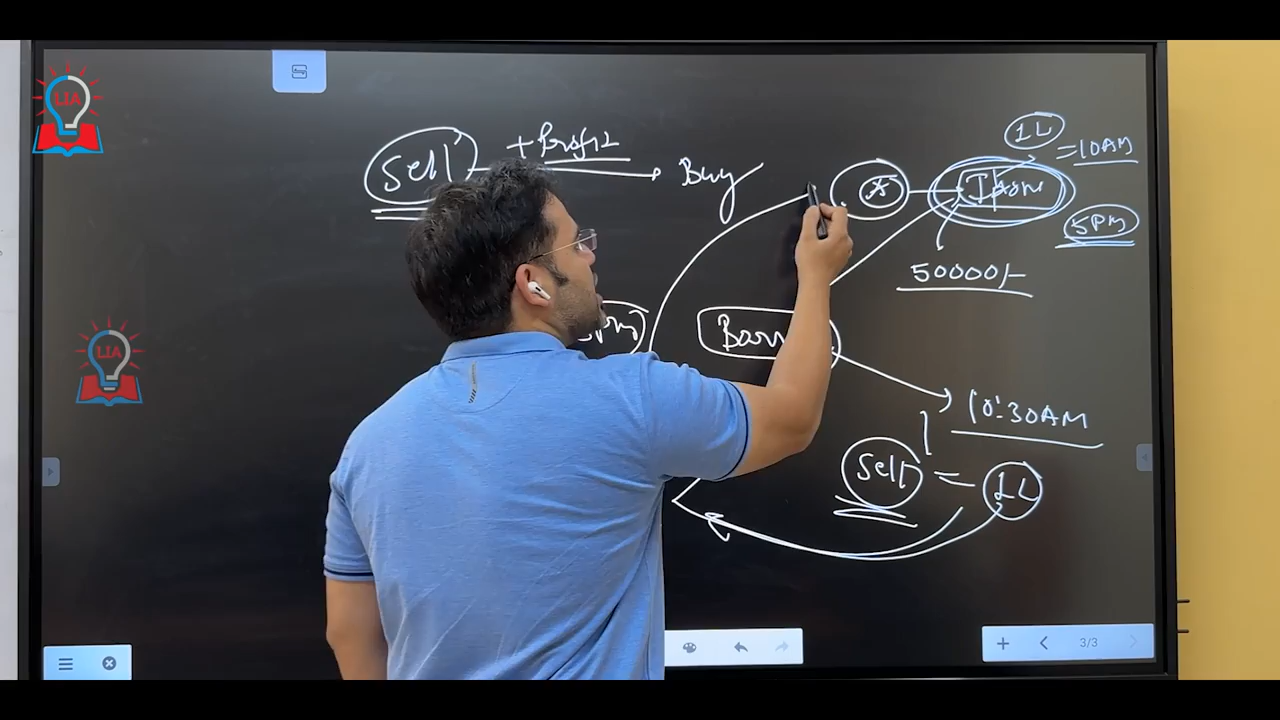 LIA
1L
Sell + Profit Buy A = 10AM
5PM
50000/-
10:30AM
Sell = 1L
LIA
3/3